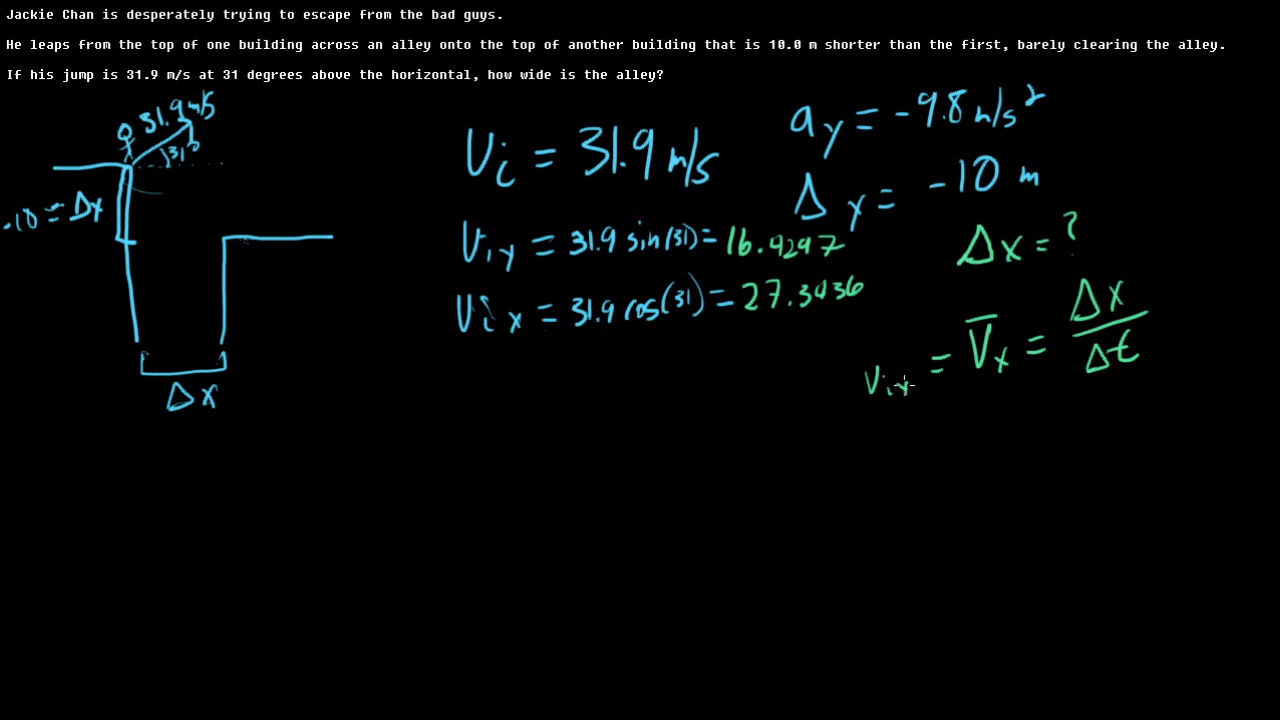 Jackie Chan is desperately trying to escape from the bad guys.
He leaps from the top of one building across an alley onto the top of another building that is 10.0 m shorter than the first, barely clearing the alley.
If his jump is 31.9 m/s at 31 degrees above the horizontal, how wide is the alley?
31.9 m/s
31°
-10 = Δy
Δx
Vi = 31.9 m/s
Viy = 31.9 sin(31) = 16.4297
Vix = 31.9 cos(31) = 27.3436
ay = -9.8 m/s²
Δy = -10 m
Δx = ?
Vix = V̅x = Δx/Δt